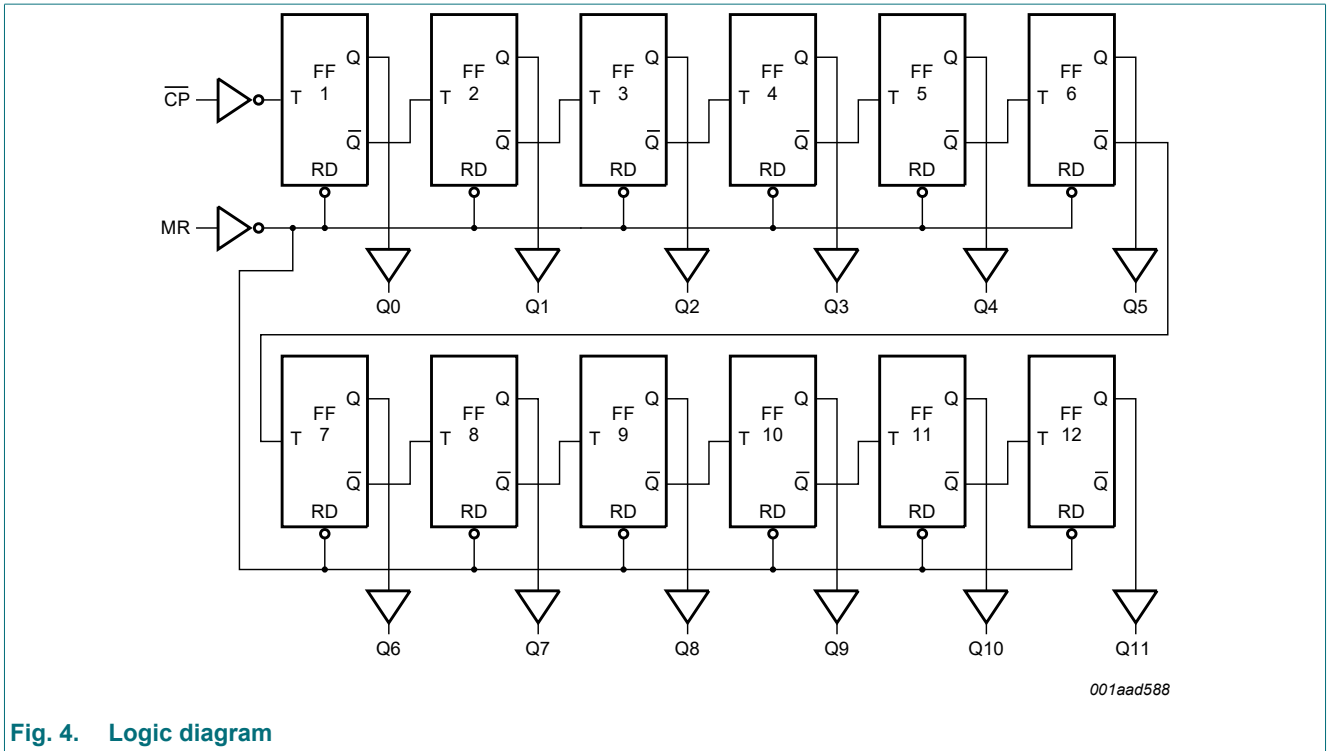 Q Q Q Q Q Q
FF FF FF FF FF FF
C̅P̅ T 1 T 2 T 3 T 4 T 5 T 6
Q̅ Q̅ Q̅ Q̅ Q̅ Q̅
RD RD RD RD RD RD
MR
Q0 Q1 Q2 Q3 Q4 Q5
Q Q Q Q Q Q
FF FF FF FF FF FF
T 7 T 8 T 9 T 10 T 11 T 12
Q̅ Q̅ Q̅ Q̅ Q̅ Q̅
RD RD RD RD RD RD
Q6 Q7 Q8 Q9 Q10 Q11
001aad588
Fig. 4. Logic diagram